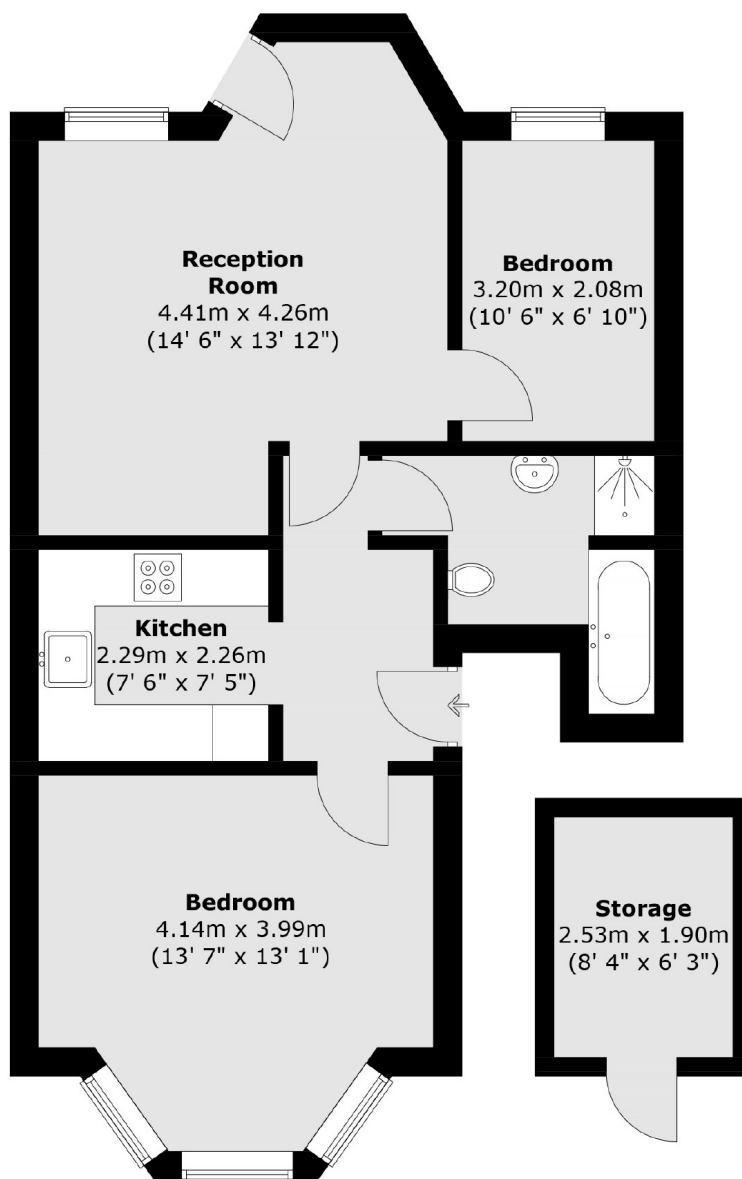 Reception
Room
4.41m x 4.26m
(14' 6" x 13' 12")
Bedroom
3.20m x 2.08m
(10' 6" x 6' 10")
Kitchen
2.29m x 2.26m
(7' 6" x 7' 5")
Bedroom
4.14m x 3.99m
(13' 7" x 13' 1")
Storage
2.53m x 1.90m
(8' 4" x 6' 3")